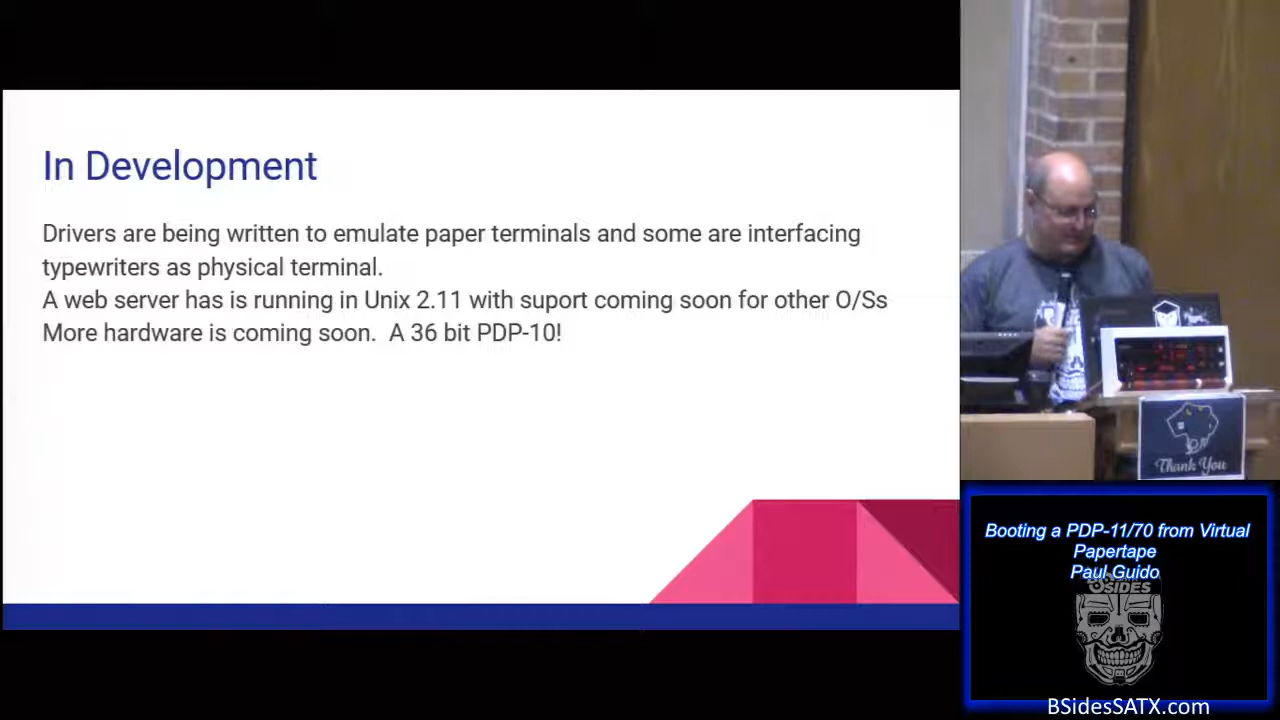 In Development
Drivers are being written to emulate paper terminals and some are interfacing
typewriters as physical terminal.
A web server has is running in Unix 2.11 with suport coming soon for other O/Ss
More hardware is coming soon.  A 36 bit PDP-10!
Thank You
Booting a PDP-11/70 from Virtual
Papertape
Paul Guido
BSIDES
BSidesSATX.com